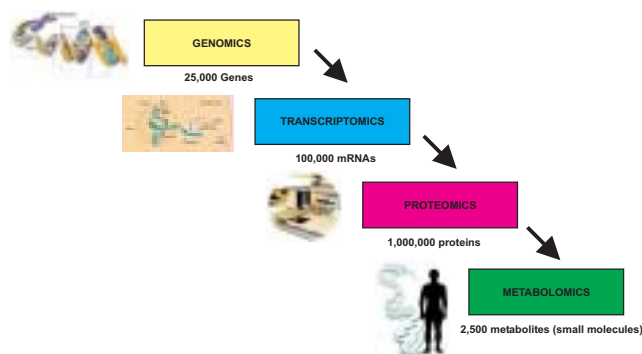 GENOMICS
25,000 Genes
TRANSCRIPTOMICS
100,000 mRNAs
PROTEOMICS
1,000,000 proteins
METABOLOMICS
2,500 metabolites (small molecules)